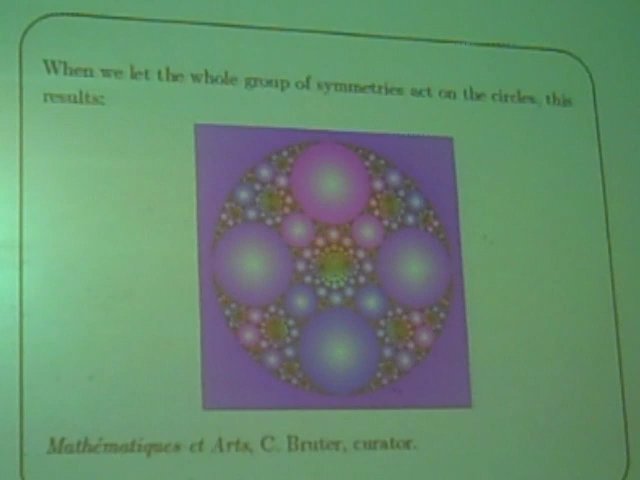 When we let the whole group of symmetries act on the circles, this
results:
Mathématiques et Arts, C. Bruter, curator.